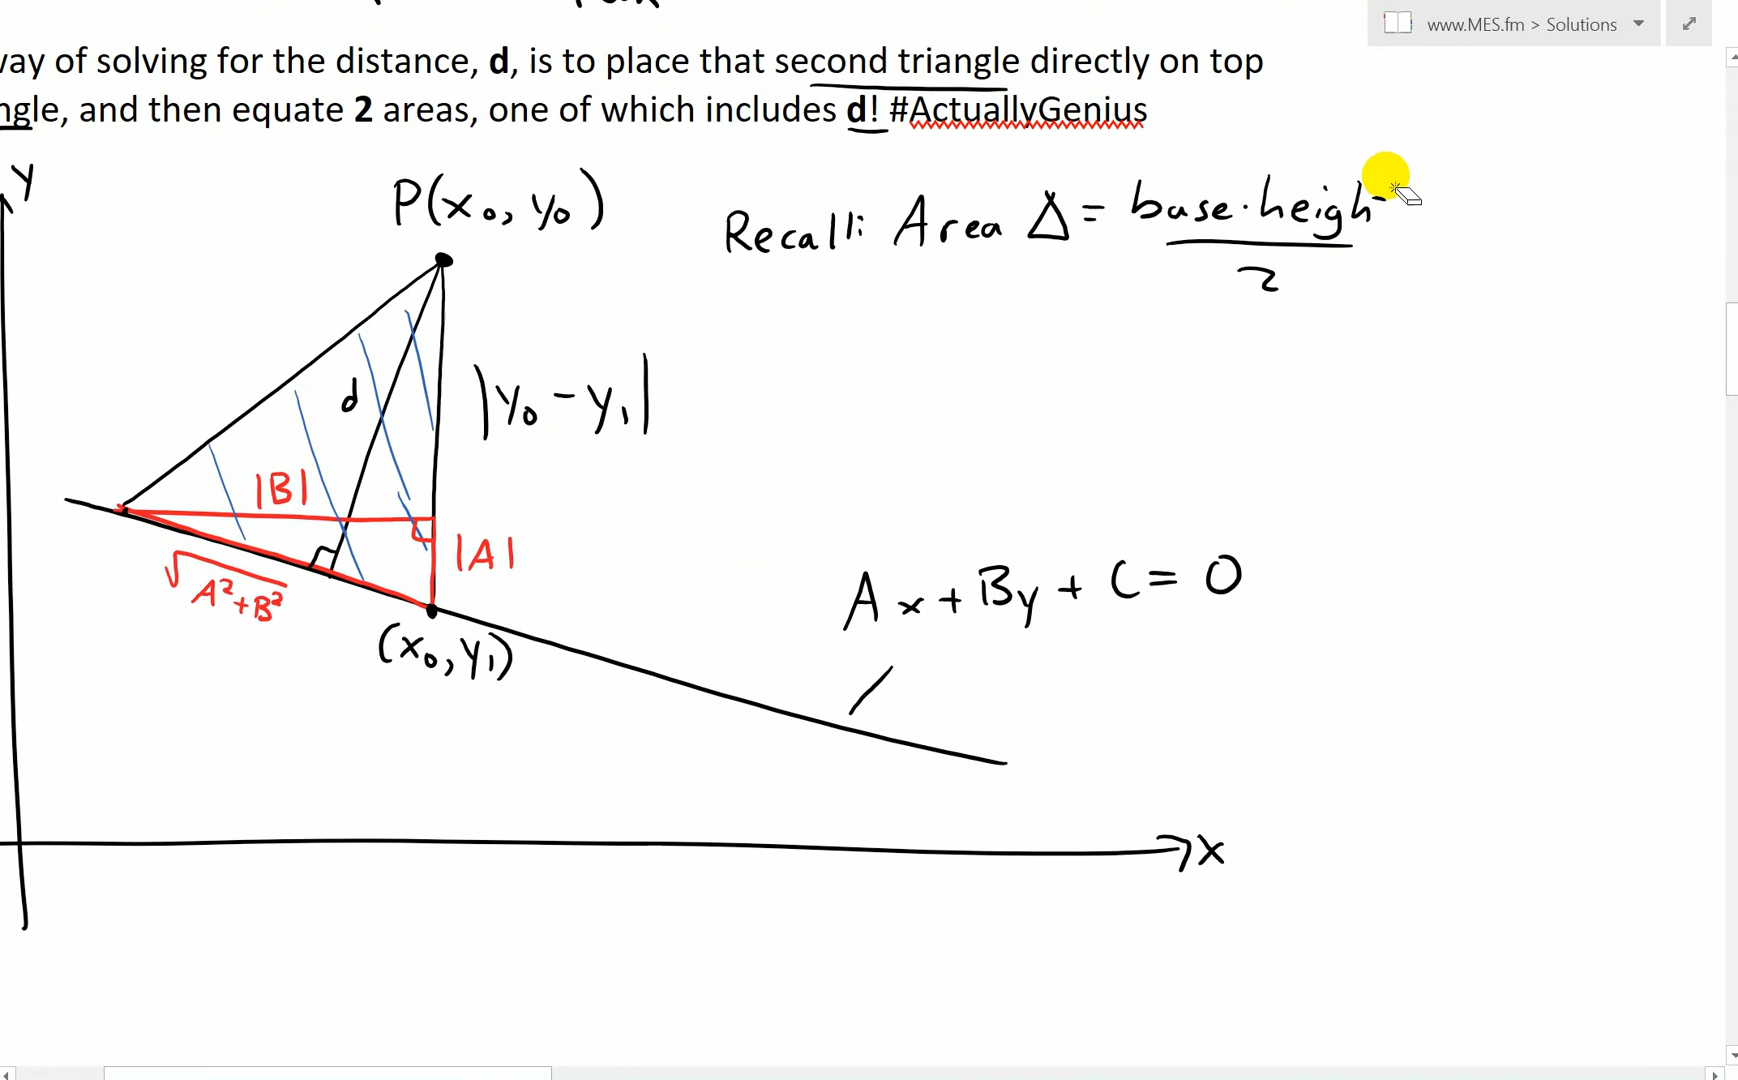 www.MES.fm > Solutions
way of solving for the distance, d, is to place that second triangle directly on top
ngle, and then equate 2 areas, one of which includes d! #ActuallyGenius
y
P(x₀, y₀)
Recall: Area Δ = base·heigh
2
d
|y₀ - y₁|
|B|
|A|
√A²+B²
Ax + By + C = 0
(x₀, y₁)
x